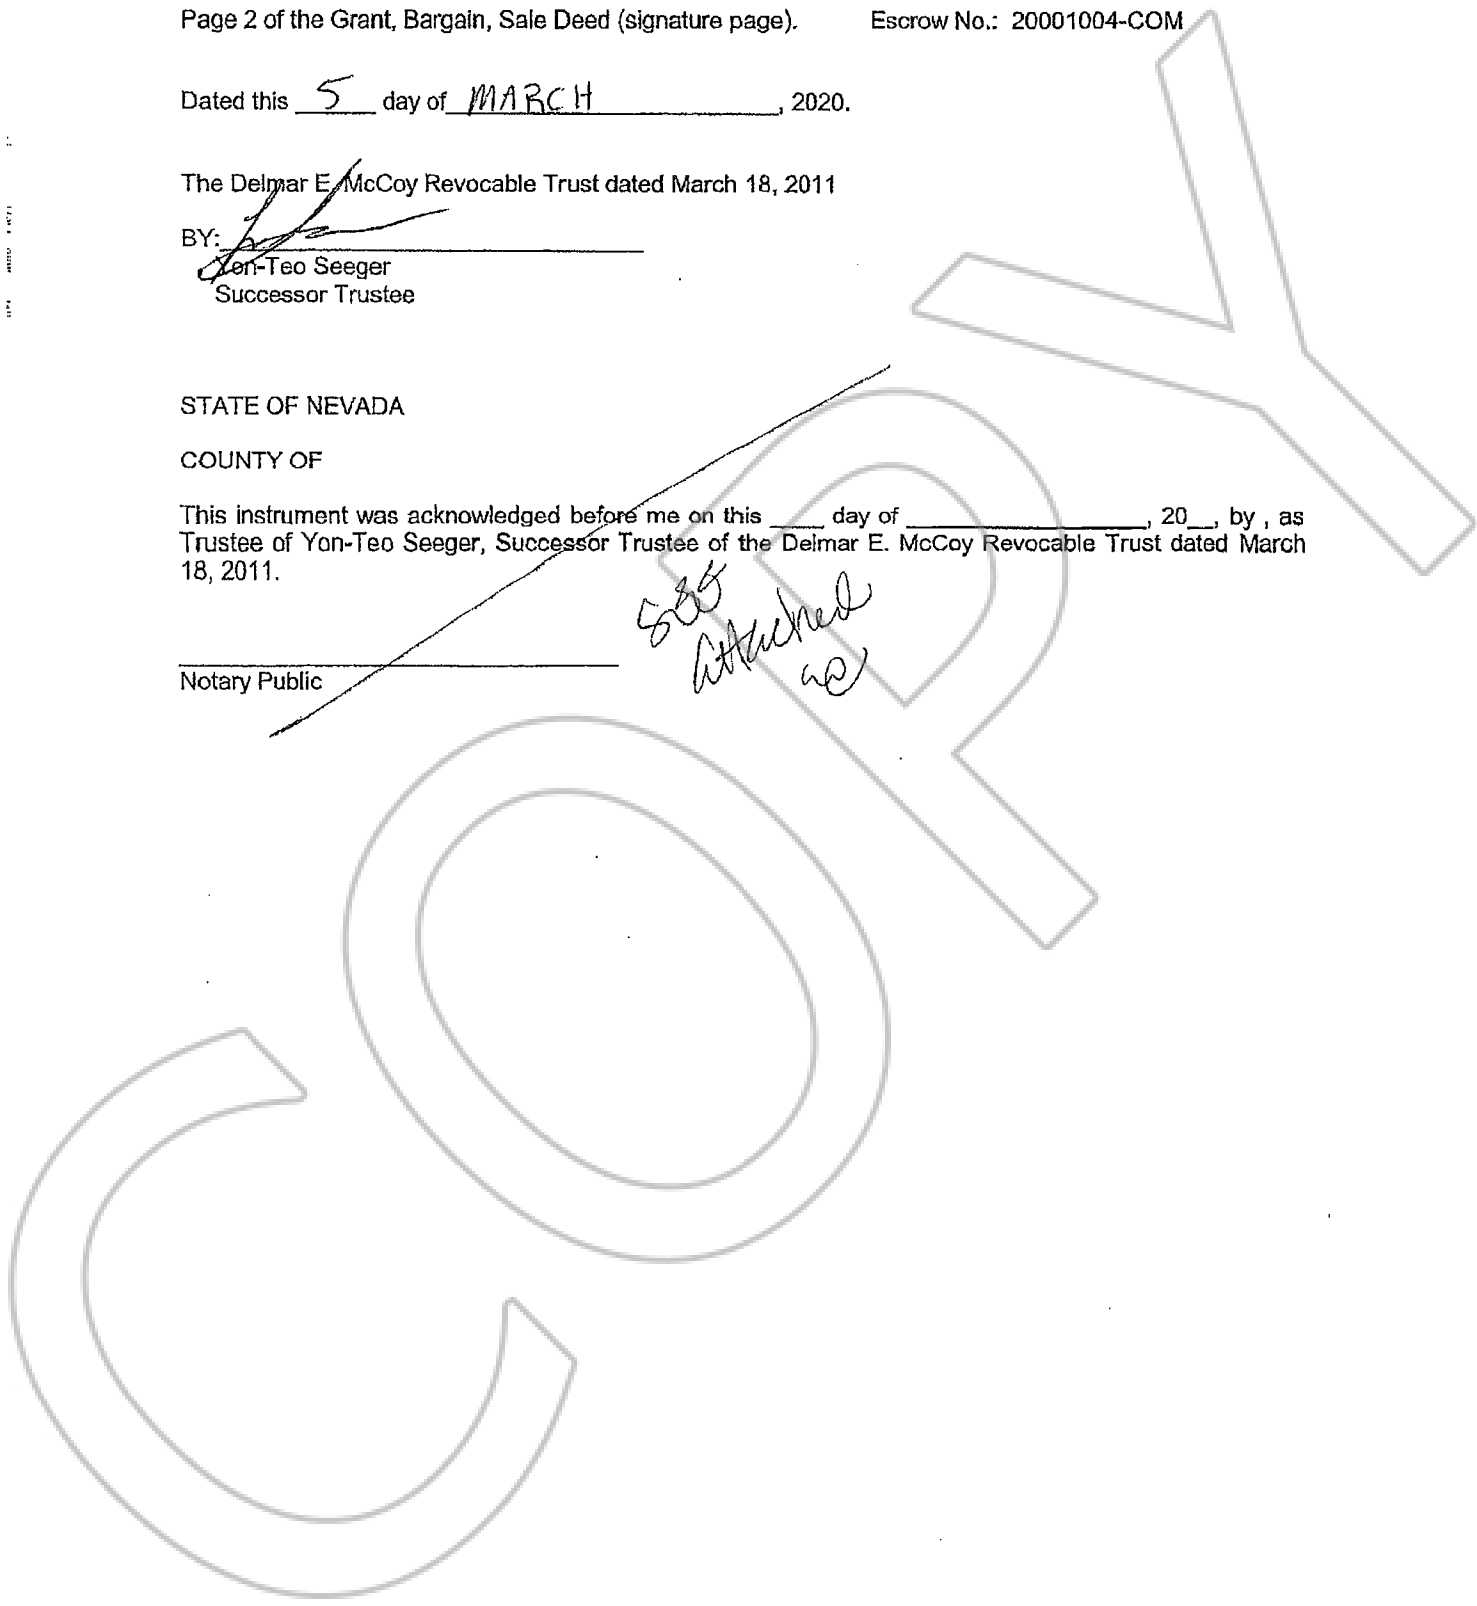 Page 2 of the Grant, Bargain, Sale Deed (signature page). Escrow No.: 20001004-COM
Dated this 5 day of MARCH, 2020.
The Delmar E. McCoy Revocable Trust dated March 18, 2011
BY:
Yon-Teo Seeger
Successor Trustee
STATE OF NEVADA
COUNTY OF
This instrument was acknowledged before me on this ____ day of ____________, 20__, by , as
Trustee of Yon-Teo Seeger, Successor Trustee of the Delmar E. McCoy Revocable Trust dated March
18, 2011.
see
attached
Notary Public
COPY